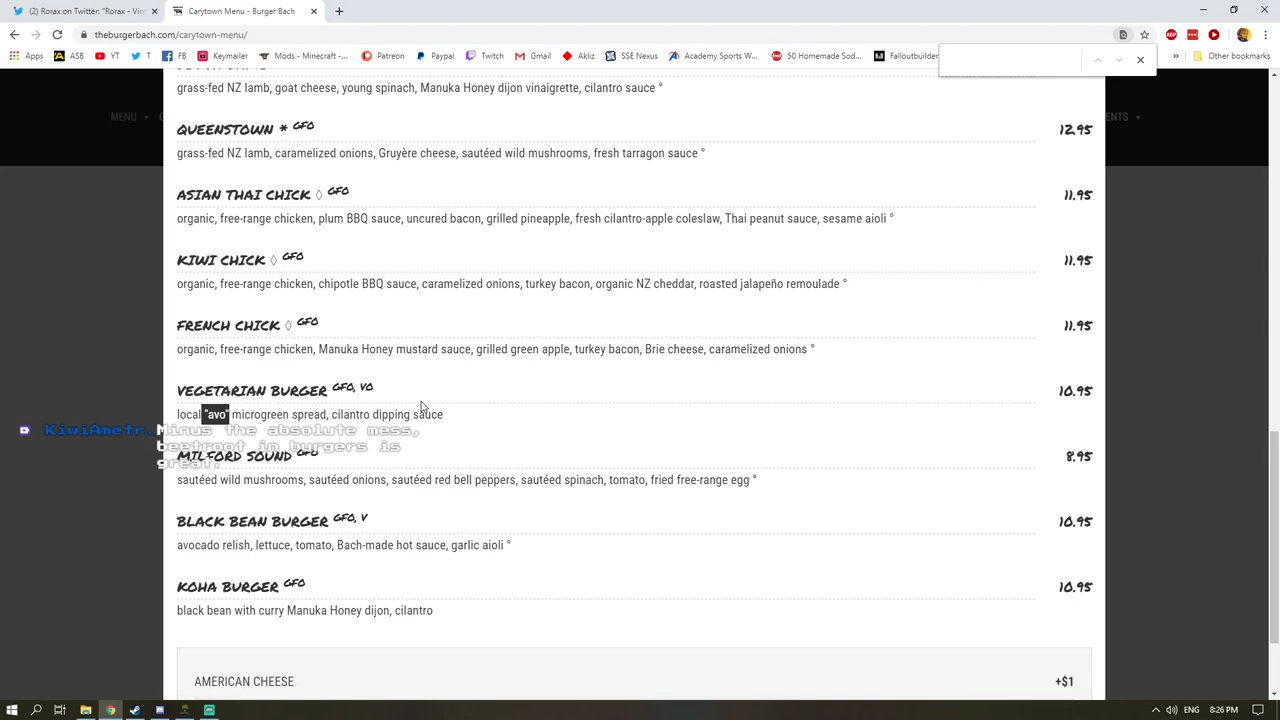 (2) Rorax on Twitter: "Rorax - Vin
Carytown Menu - Burger Bach
theburgerbach.com/carytown-menu/
Apps
ASB
YT
T
FB
Keymailer
Mods - Minecraft -...
Patreon
Paypal
Twitch
Gmail
Akliz
SSE Nexus
Academy Sports W...
50 Homemade Sod...
Falloutbuilder
Other bookmarks
MENU
ENTS
grass-fed NZ lamb, goat cheese, young spinach, Manuka Honey dijon vinaigrette, cilantro sauce °
QUEENSTOWN * GFO 12.95
grass-fed NZ lamb, caramelized onions, Gruyère cheese, sautéed wild mushrooms, fresh tarragon sauce °
ASIAN THAI CHICK ◊ GFO 11.95
organic, free-range chicken, plum BBQ sauce, uncured bacon, grilled pineapple, fresh cilantro-apple coleslaw, Thai peanut sauce, sesame aioli °
KIWI CHICK ◊ GFO 11.95
organic, free-range chicken, chipotle BBQ sauce, caramelized onions, turkey bacon, organic NZ cheddar, roasted jalapeño remoulade °
FRENCH CHICK ◊ GFO 11.95
organic, free-range chicken, Manuka Honey mustard sauce, grilled green apple, turkey bacon, Brie cheese, caramelized onions °
VEGETARIAN BURGER GFO, VO 10.95
local "avo" microgreen spread, cilantro dipping sauce
KiwiAmetr... Minus the absolute mess,
beetroot in burgers is
great.
MILFORD SOUND GFO 8.95
sautéed wild mushrooms, sautéed onions, sautéed red bell peppers, sautéed spinach, tomato, fried free-range egg °
BLACK BEAN BURGER GFO, V 10.95
avocado relish, lettuce, tomato, Bach-made hot sauce, garlic aioli °
KOHA BURGER GFO 10.95
black bean with curry Manuka Honey dijon, cilantro
AMERICAN CHEESE +$1
8:26 PM